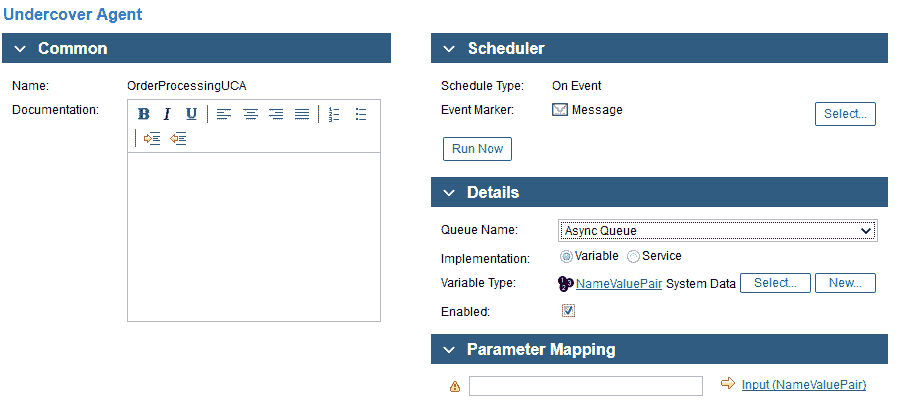 Undercover Agent
Common
Name: OrderProcessingUCA
Documentation:
B I U
Scheduler
Schedule Type: On Event
Event Marker: Message Select...
Run Now
Details
Queue Name: Async Queue
Implementation: Variable Service
Variable Type: NameValuePair System Data Select... New...
Enabled:
Parameter Mapping
Input (NameValuePair)